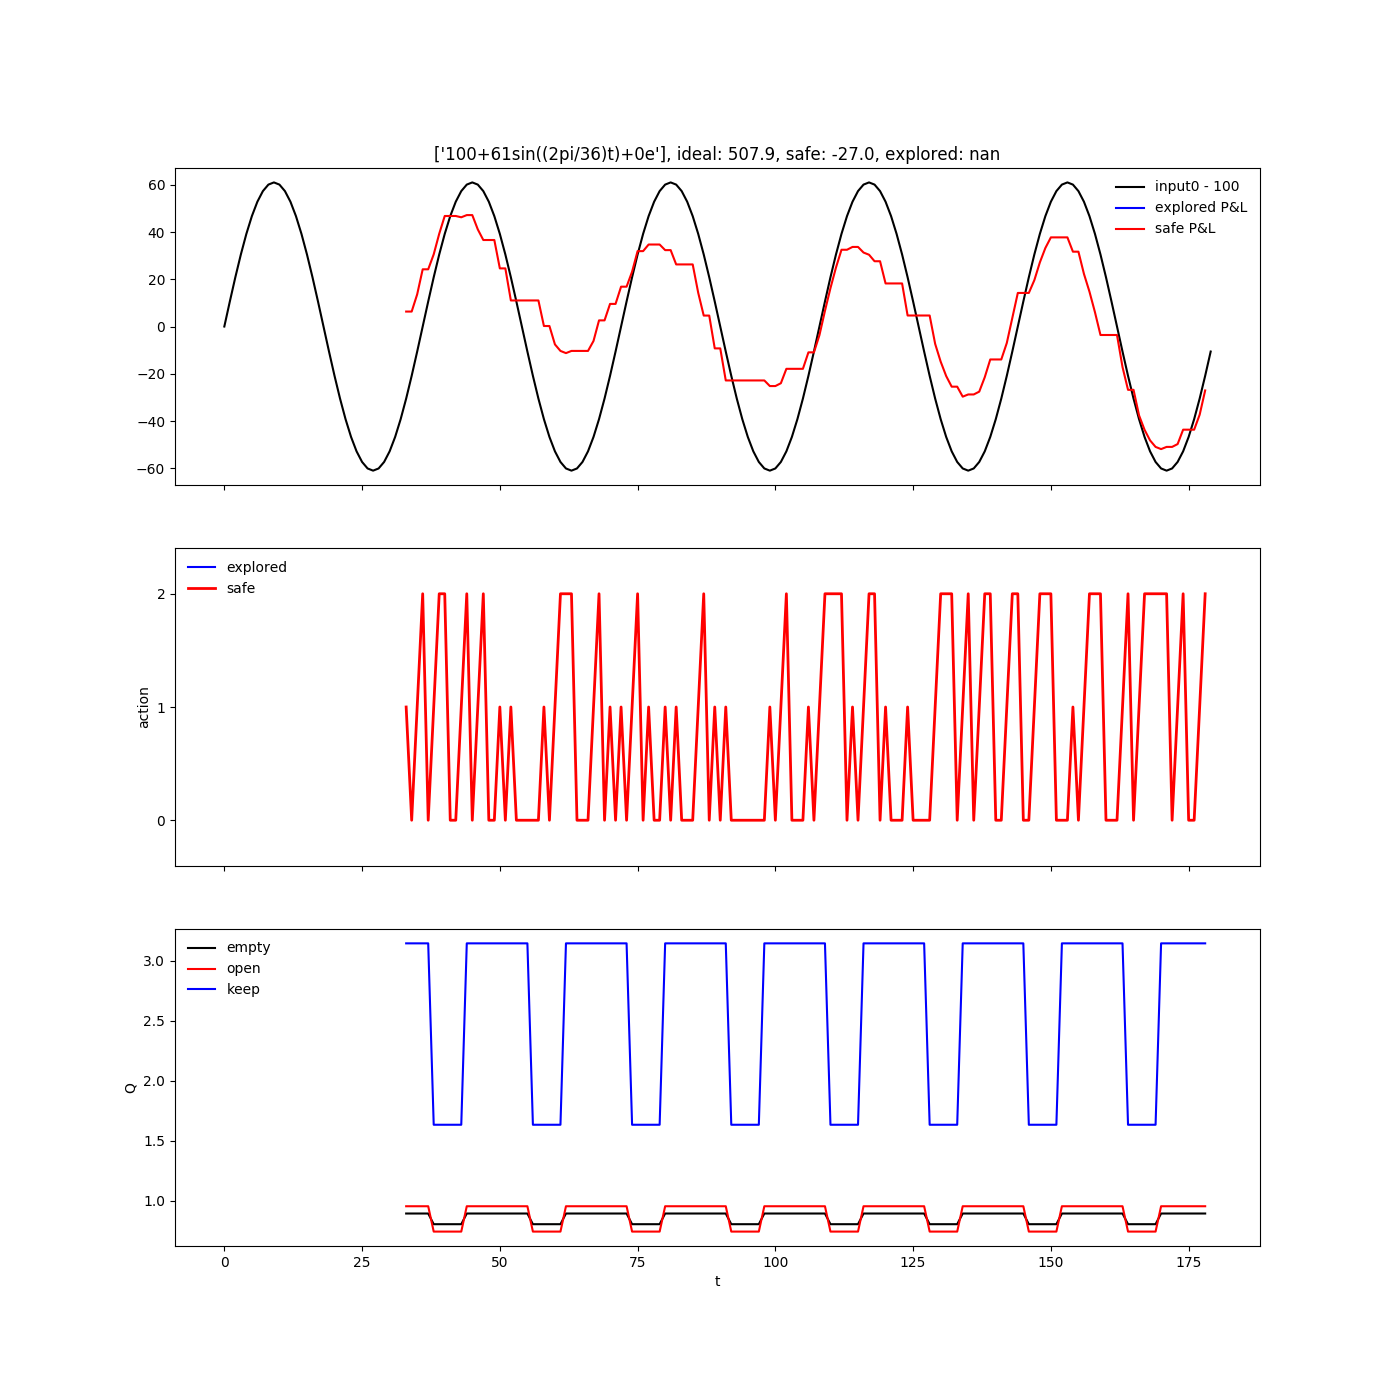 ['100+61sin((2pi/36)t)+0e'], ideal: 507.9, safe: -27.0, explored: nan
60
40
20
0
−20
−40
−60
input0 - 100
explored P&L
safe P&L
explored
safe
2
1
0
action
empty
open
keep
3.0
2.5
2.0
1.5
1.0
Q
0
25
50
75
100
125
150
175
t